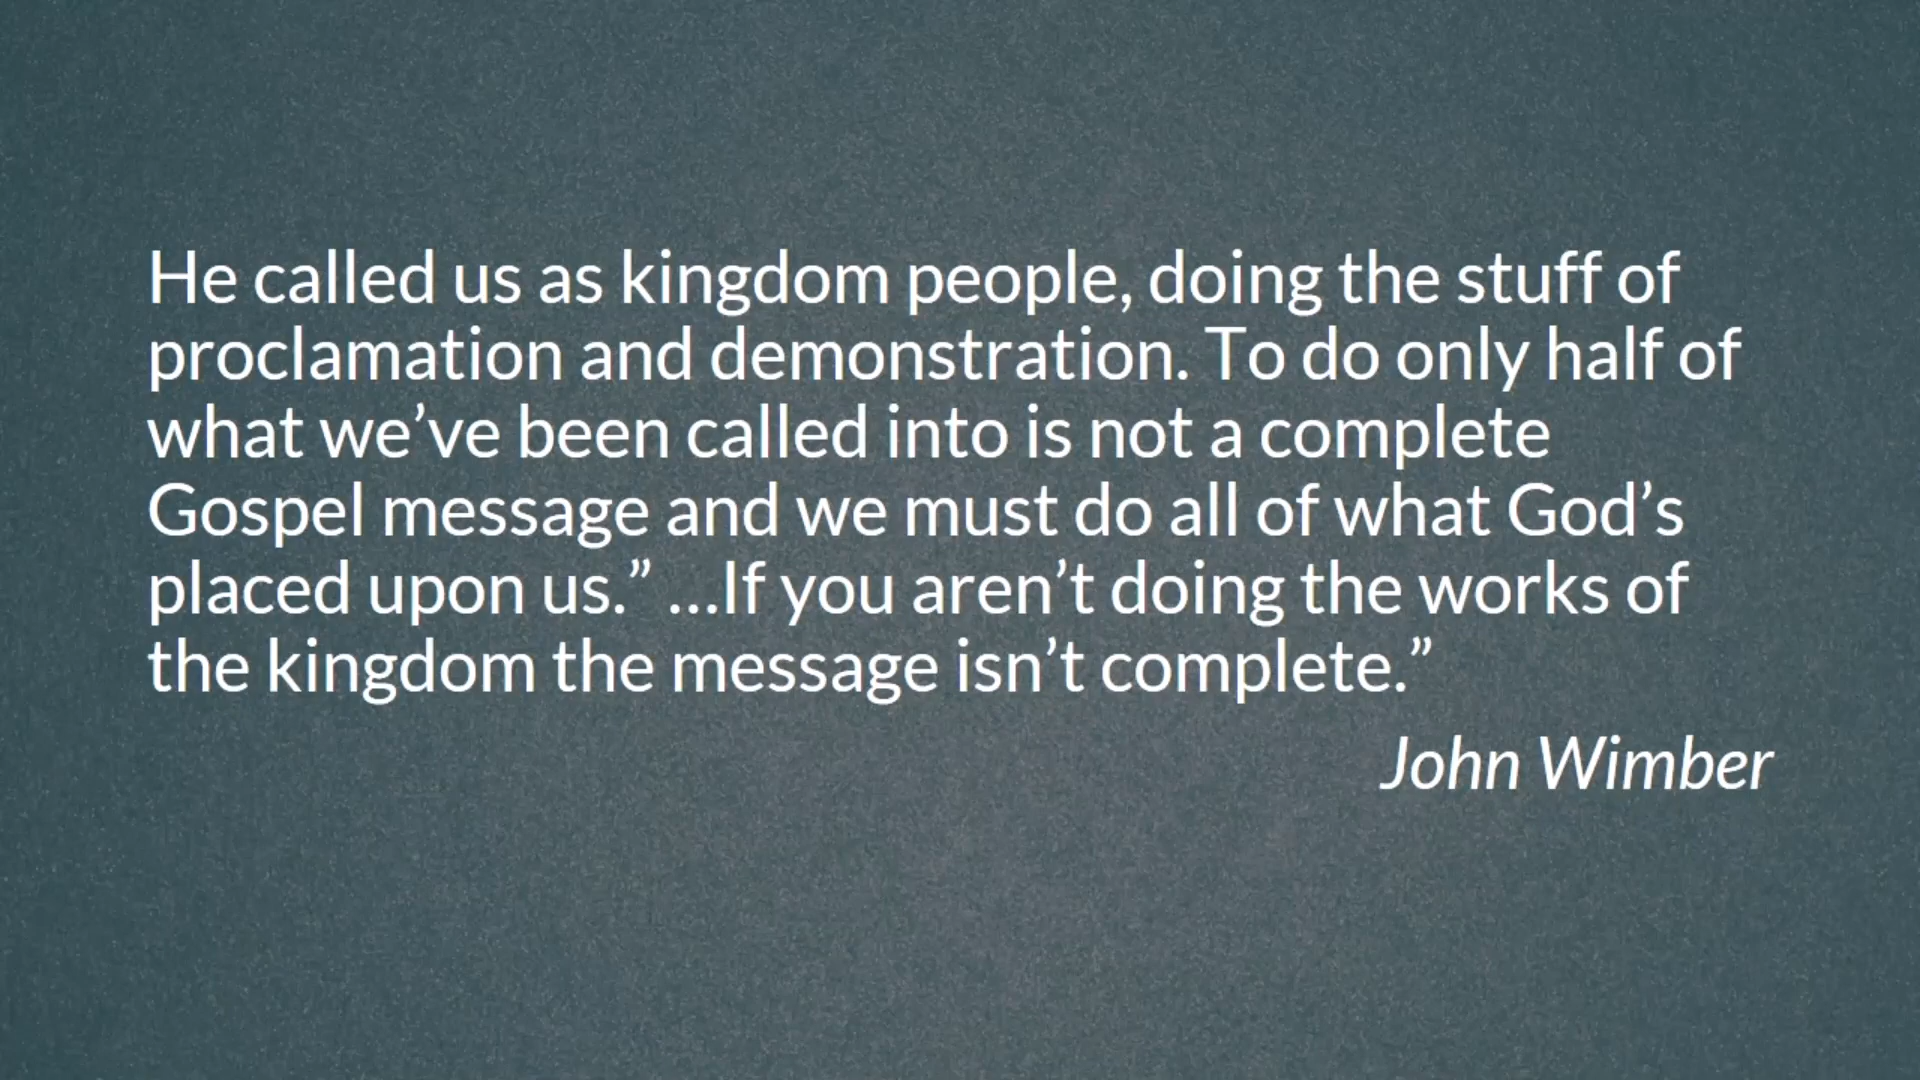 He called us as kingdom people, doing the stuff of
proclamation and demonstration. To do only half of
what we’ve been called into is not a complete
Gospel message and we must do all of what God’s
placed upon us.” ...If you aren’t doing the works of
the kingdom the message isn’t complete.”
John Wimber